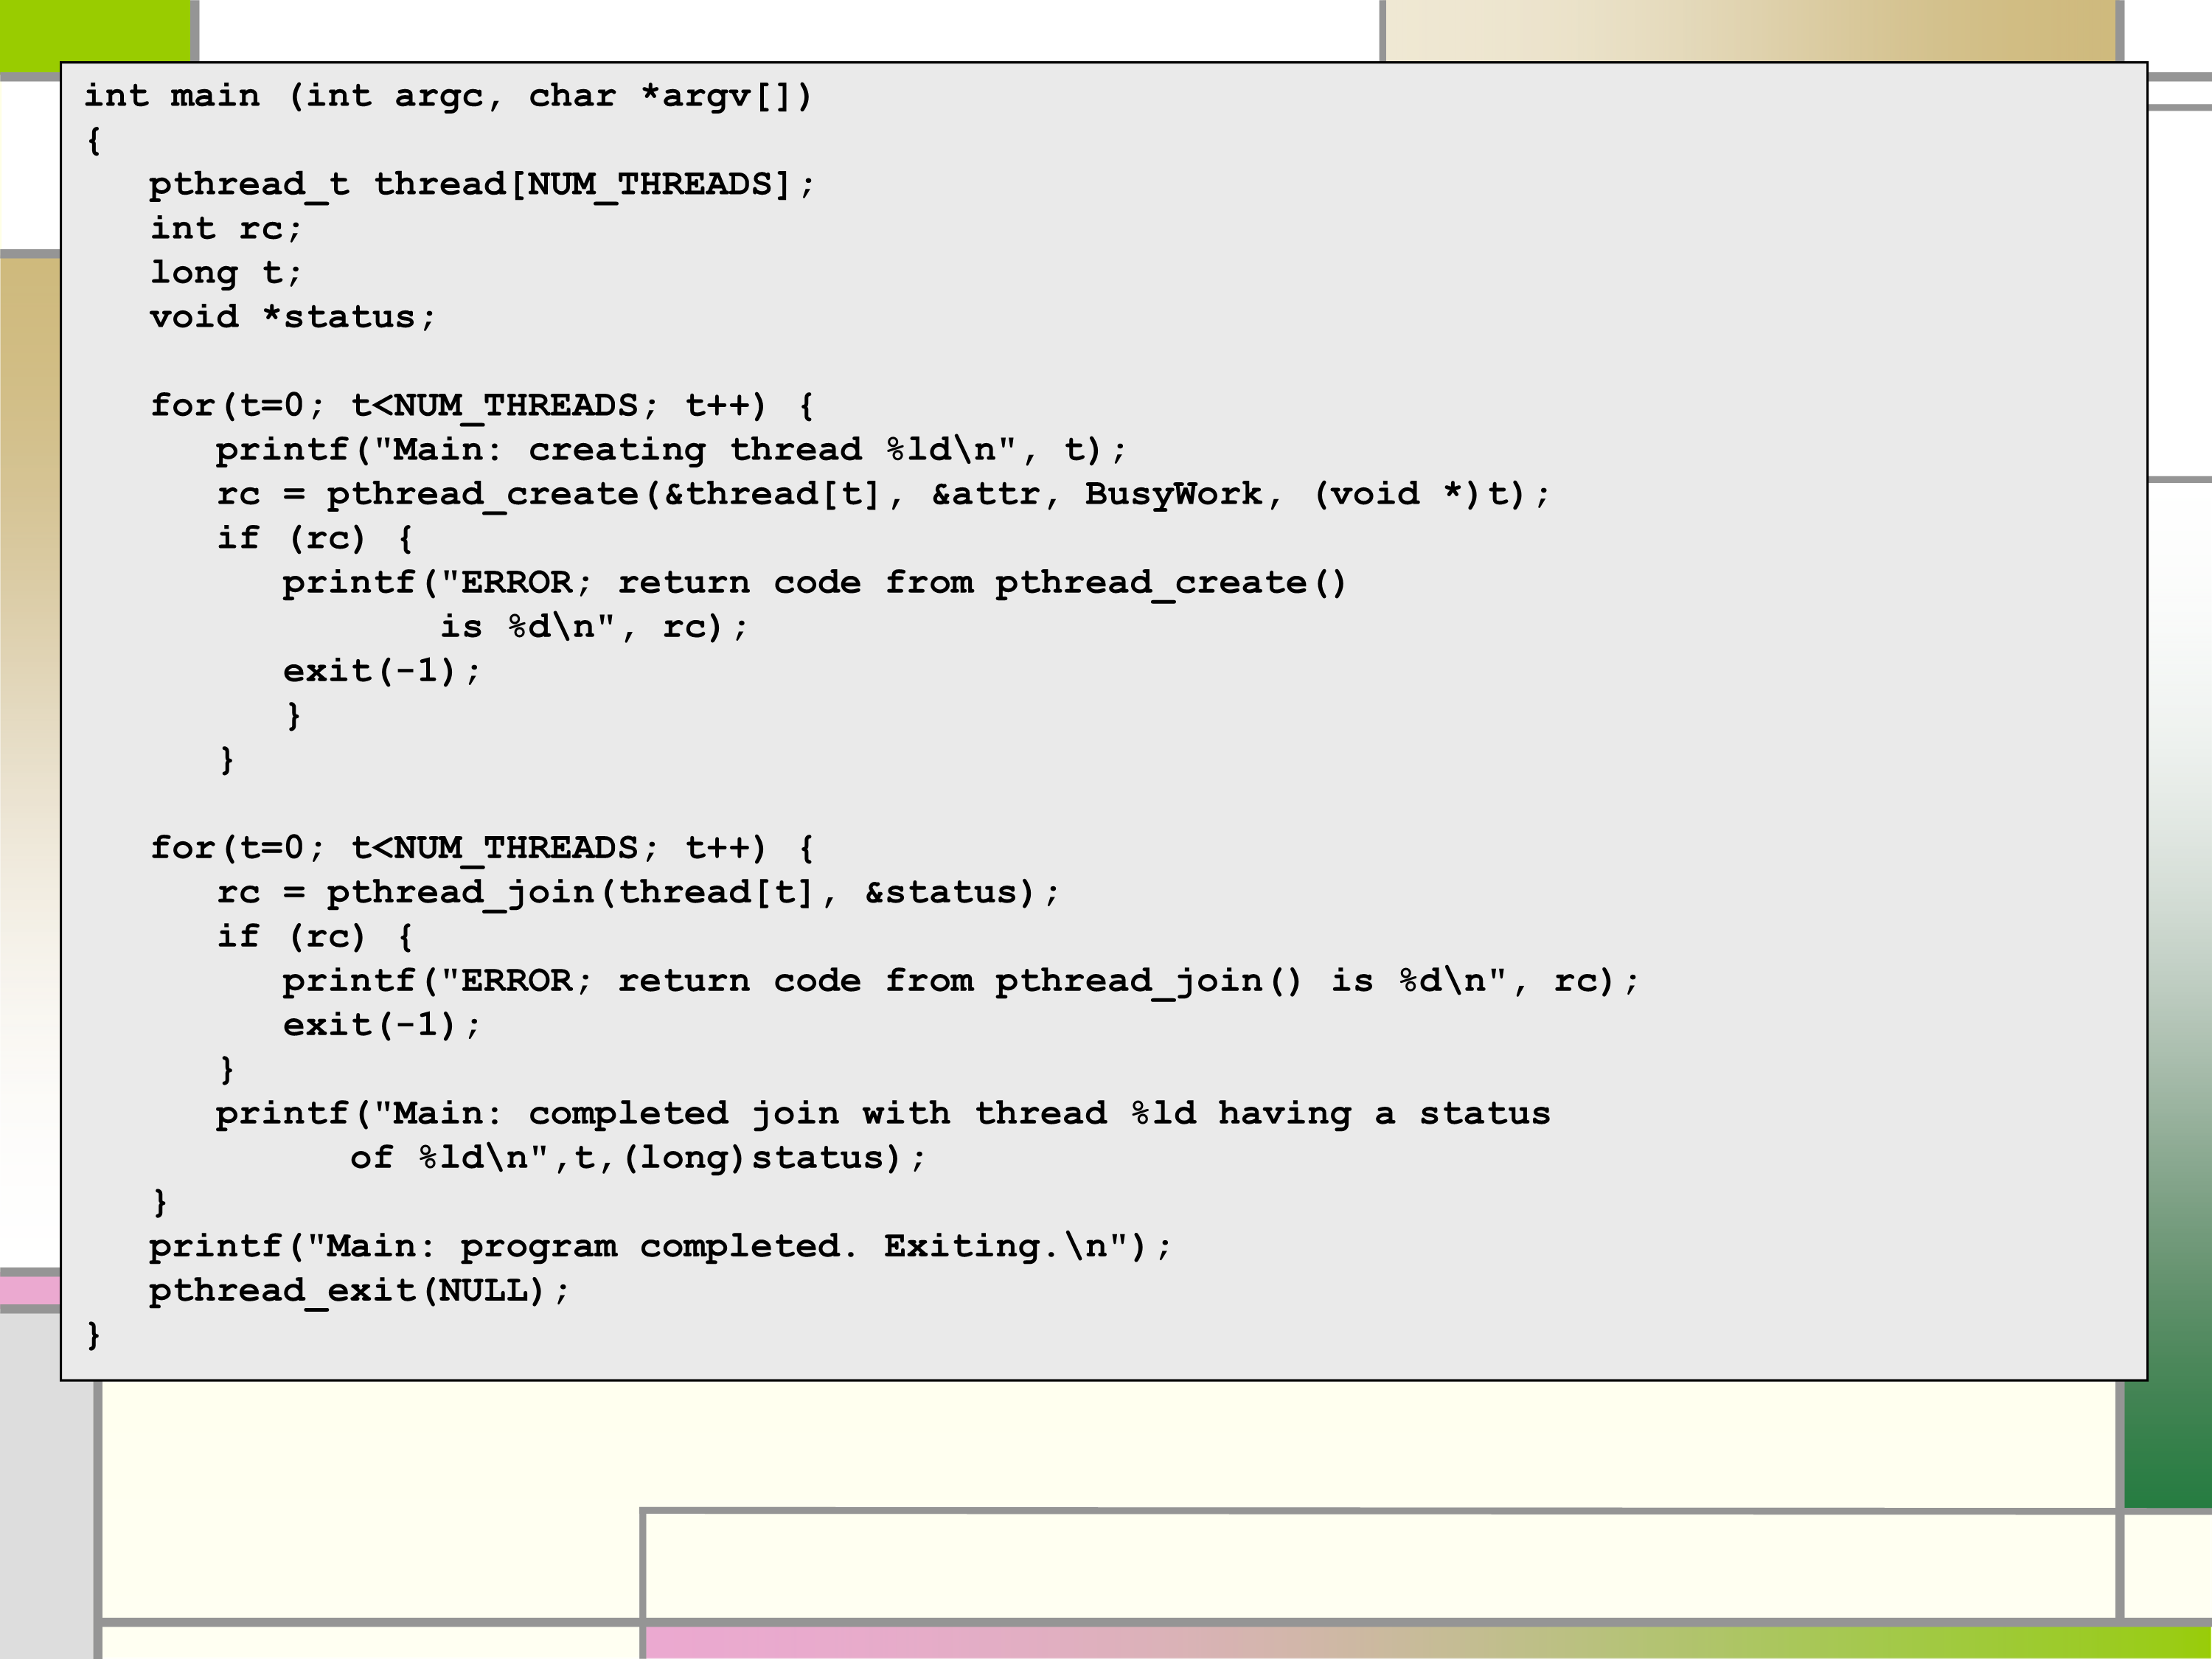 int main (int argc, char *argv[])
{
   pthread_t thread[NUM_THREADS];
   int rc;
   long t;
   void *status;

   for(t=0; t<NUM_THREADS; t++) {
      printf("Main: creating thread %ld\n", t);
      rc = pthread_create(&thread[t], &attr, BusyWork, (void *)t);
      if (rc) {
         printf("ERROR; return code from pthread_create()
                is %d\n", rc);
         exit(-1);
         }
      }

   for(t=0; t<NUM_THREADS; t++) {
      rc = pthread_join(thread[t], &status);
      if (rc) {
         printf("ERROR; return code from pthread_join() is %d\n", rc);
         exit(-1);
      }
      printf("Main: completed join with thread %ld having a status
            of %ld\n",t,(long)status);
   }
   printf("Main: program completed. Exiting.\n");
   pthread_exit(NULL);
}